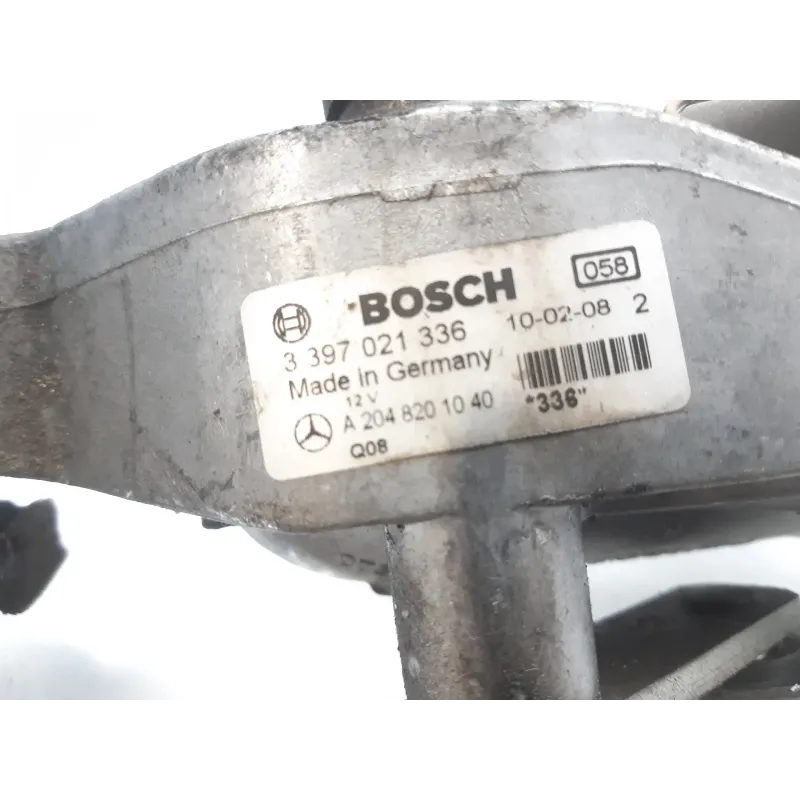 BOSCH 058
3 397 021 336 10-02-08 2
Made in Germany
12 V
A 204 820 10 40 *336"
Q08